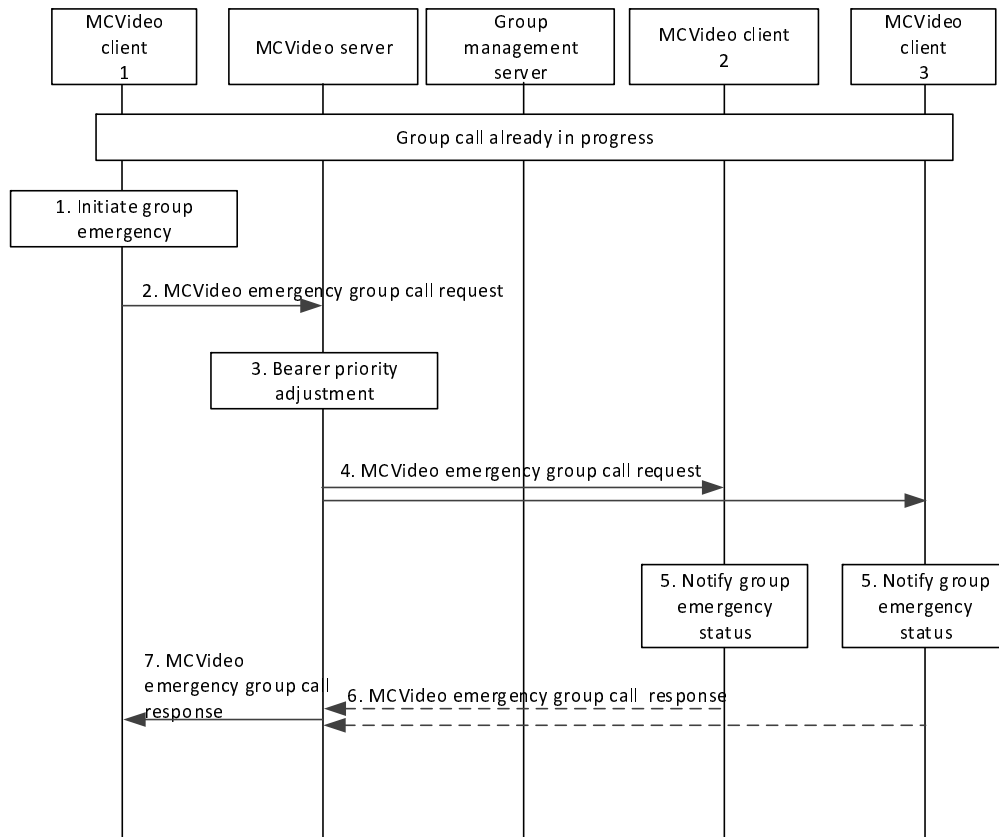 MCVideo
client
1
MCVideo server
Group
management
server
MCVideo client
2
MCVideo
client
3
Group call already in progress
1. Initiate group
emergency
2. MCVideo emergency group call request
3. Bearer priority
adjustment
4. MCVideo emergency group call request
5. Notify group
emergency
status
5. Notify group
emergency
status
7. MCVideo
emergency group call
response
6. MCVideo emergency group call response